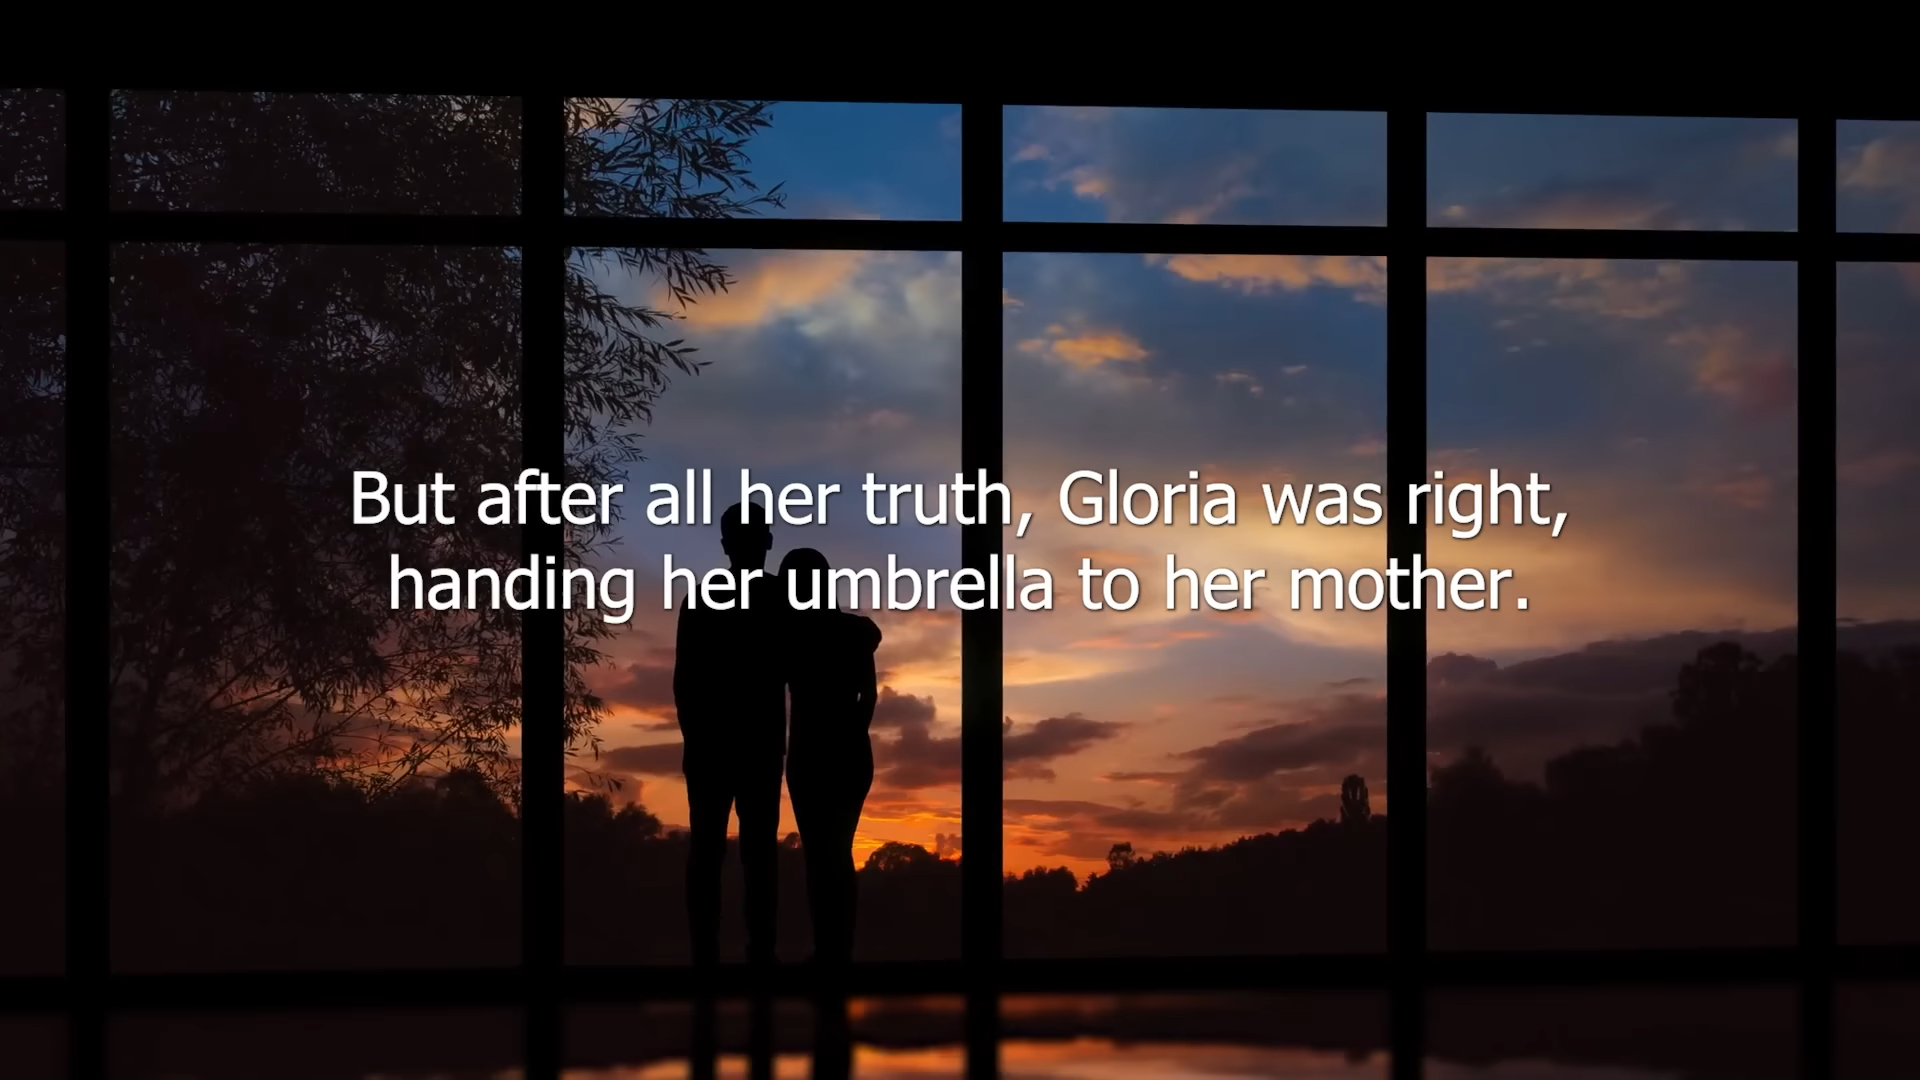 But after all her truth, Gloria was right,
handing her umbrella to her mother.